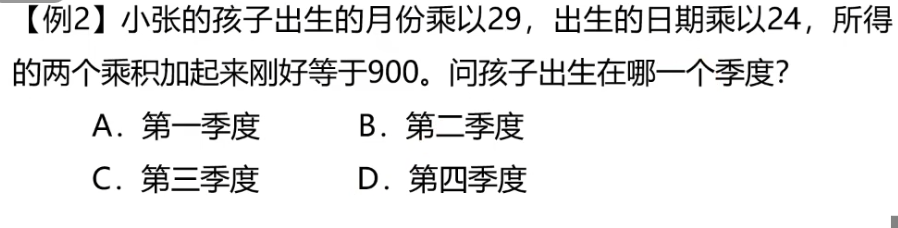 【例2】小张的孩子出生的月份乘以29，出生的日期乘以24，所得
的两个乘积加起来刚好等于900。问孩子出生在哪一个季度？
A．第一季度 B．第二季度
C．第三季度 D．第四季度